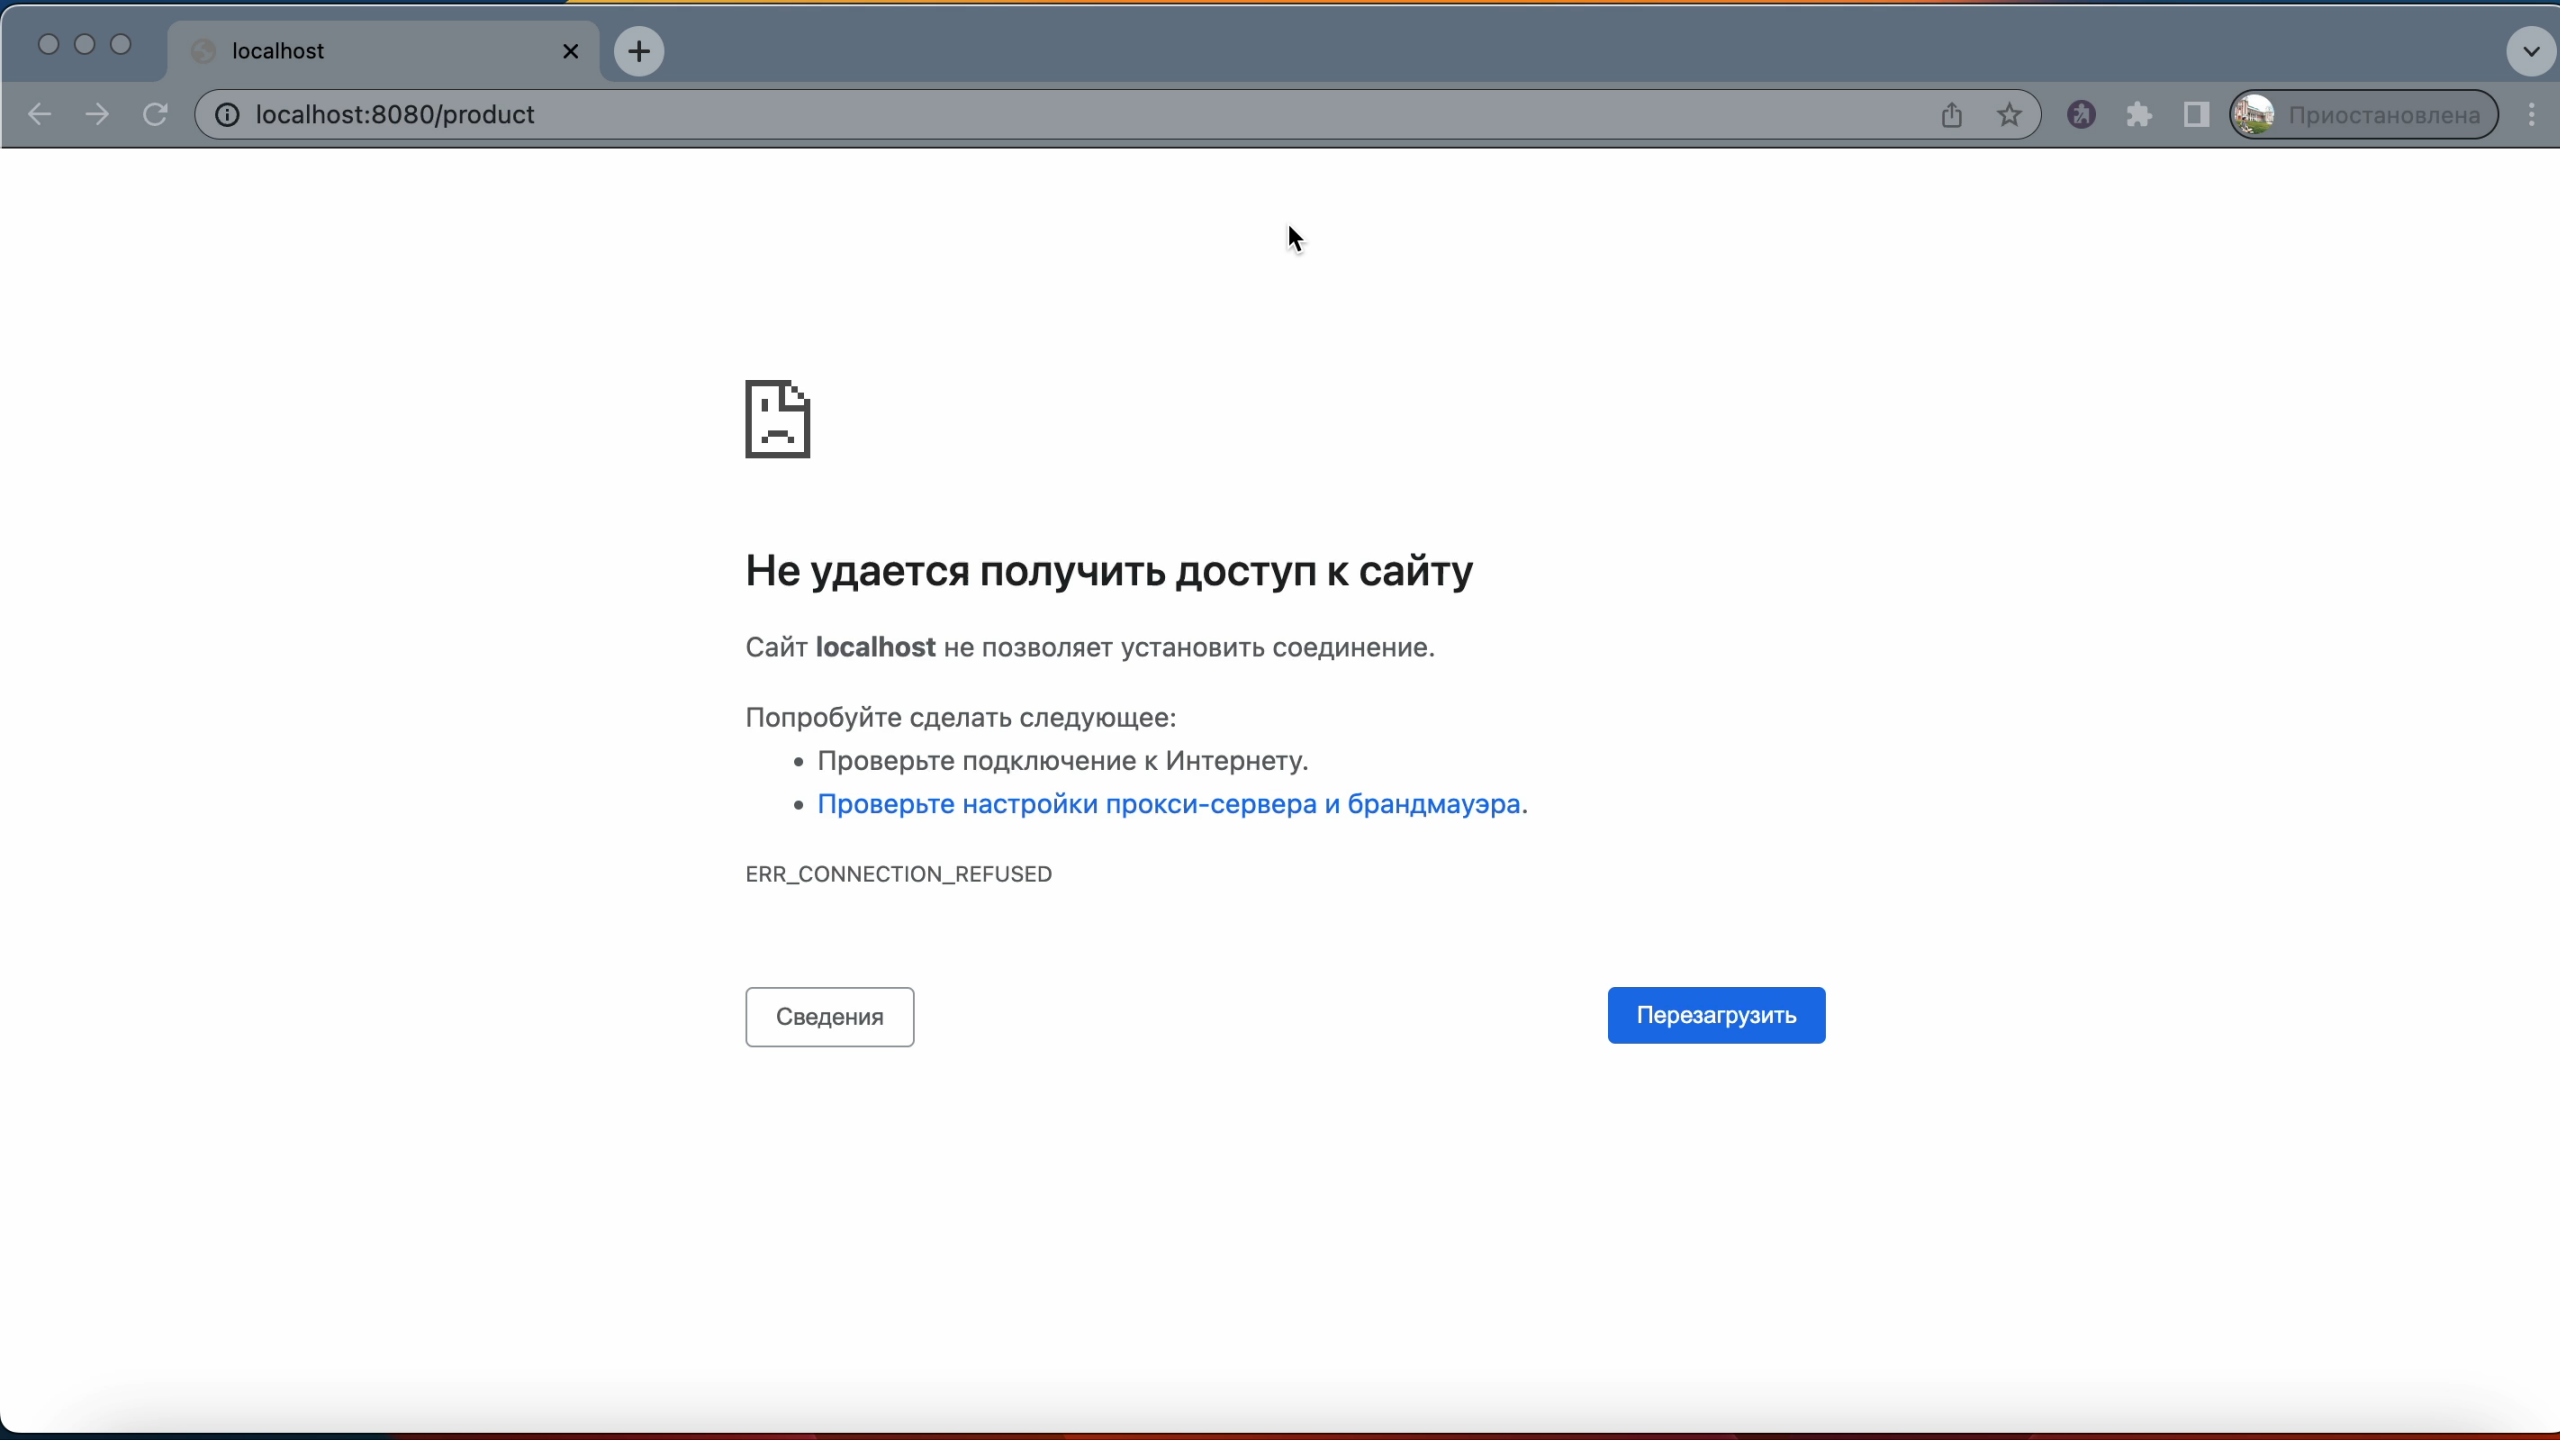 localhost
localhost:8080/product
Приостановлена
Не удается получить доступ к сайту
Сайт localhost не позволяет установить соединение.
Попробуйте сделать следующее:
• Проверьте подключение к Интернету.
• Проверьте настройки прокси-сервера и брандмауэра.
ERR_CONNECTION_REFUSED
Сведения
Перезагрузить